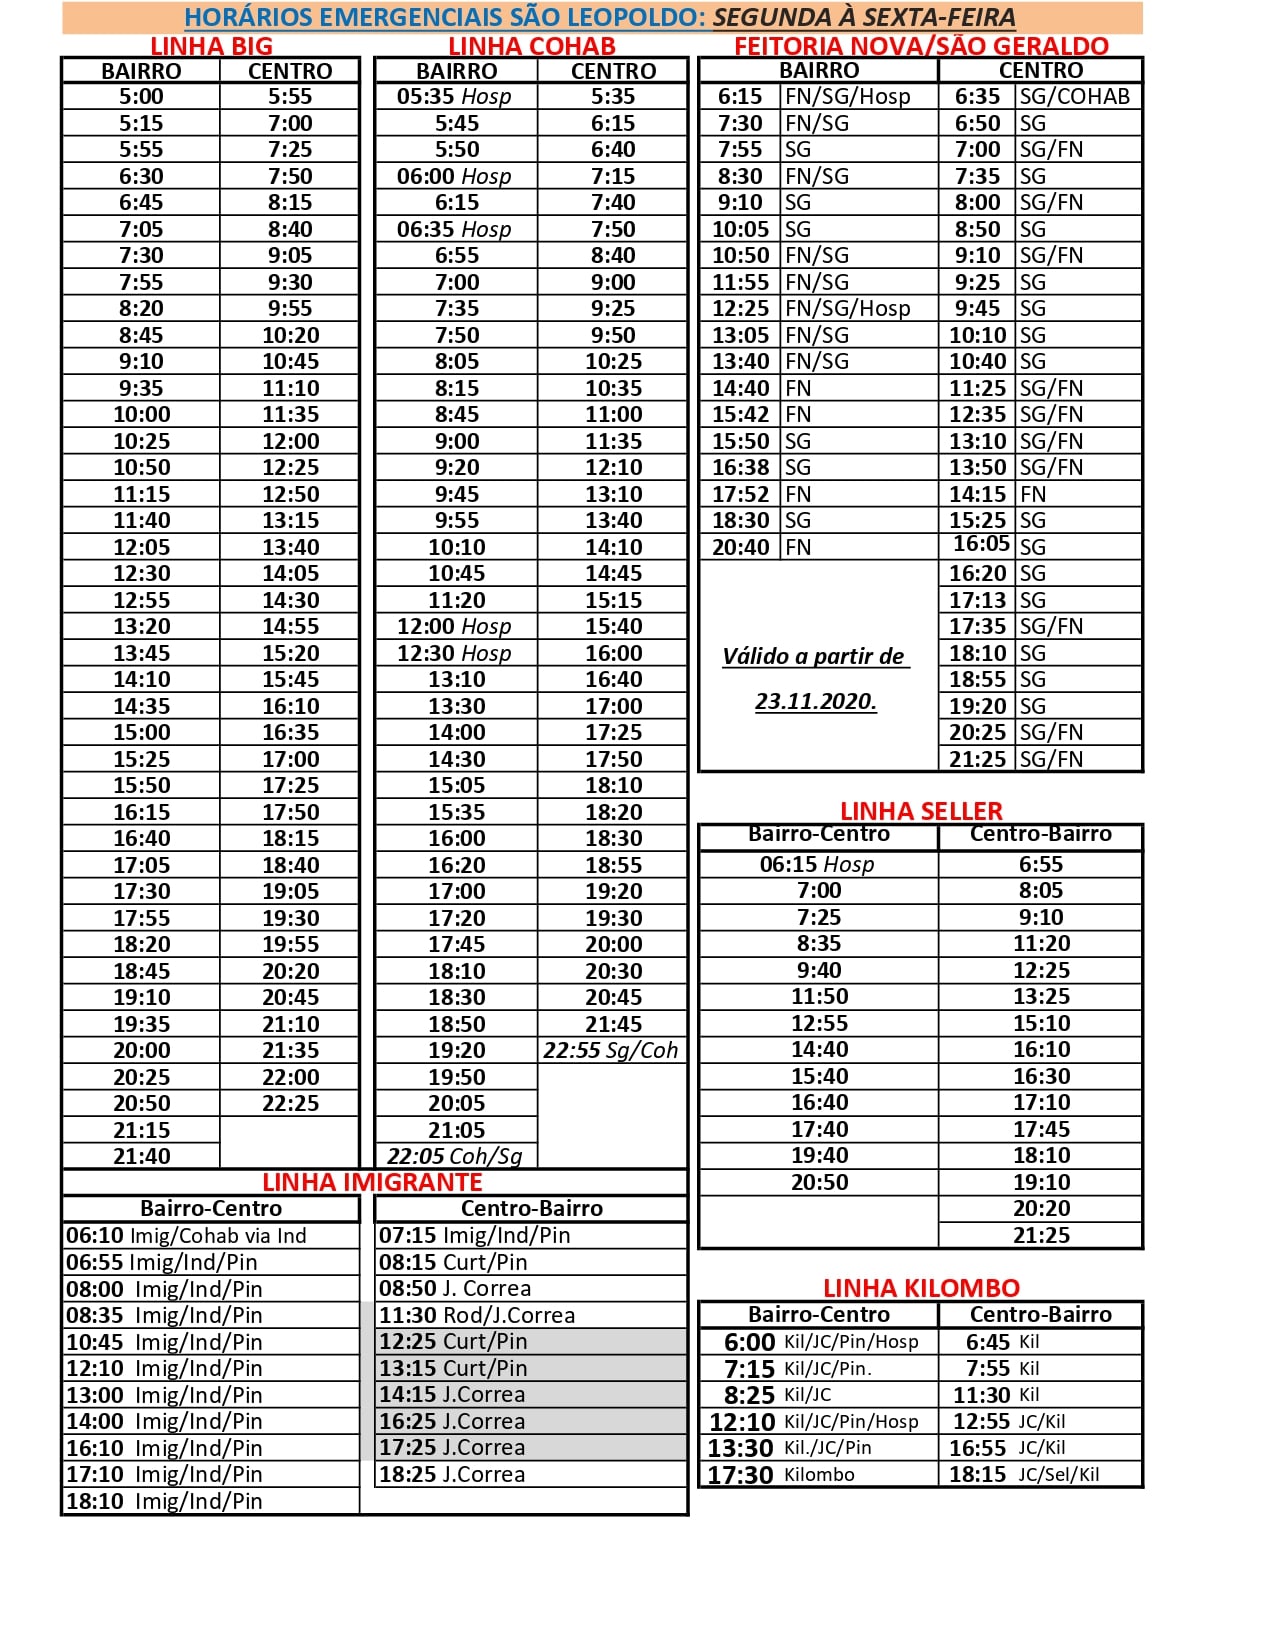 HORÁRIOS EMERGENCIAIS SÃO LEOPOLDO: SEGUNDA À SEXTA-FEIRA
LINHA BIG
BAIRRO CENTRO
5:00 5:55
5:15 7:00
5:55 7:25
6:30 7:50
6:45 8:15
7:05 8:40
7:30 9:05
7:55 9:30
8:20 9:55
8:45 10:20
9:10 10:45
9:35 11:10
10:00 11:35
10:25 12:00
10:50 12:25
11:15 12:50
11:40 13:15
12:05 13:40
12:30 14:05
12:55 14:30
13:20 14:55
13:45 15:20
14:10 15:45
14:35 16:10
15:00 16:35
15:25 17:00
15:50 17:25
16:15 17:50
16:40 18:15
17:05 18:40
17:30 19:05
17:55 19:30
18:20 19:55
18:45 20:20
19:10 20:45
19:35 21:10
20:00 21:35
20:25 22:00
20:50 22:25
21:15
21:40
LINHA COHAB
BAIRRO CENTRO
05:35 Hosp 5:35
5:45 6:15
5:50 6:40
06:00 Hosp 7:15
6:15 7:40
06:35 Hosp 7:50
6:55 8:40
7:00 9:00
7:35 9:25
7:50 9:50
8:05 10:25
8:15 10:35
8:45 11:00
9:00 11:35
9:20 12:10
9:45 13:10
9:55 13:40
10:10 14:10
10:45 14:45
11:20 15:15
12:00 Hosp 15:40
12:30 Hosp 16:00
13:10 16:40
13:30 17:00
14:00 17:25
14:30 17:50
15:05 18:10
15:35 18:20
16:00 18:30
16:20 18:55
17:00 19:20
17:20 19:30
17:45 20:00
18:10 20:30
18:30 20:45
18:50 21:45
19:20 22:55 Sg/Coh
19:50
20:05
21:05
22:05 Coh/Sg
FEITORIA NOVA/SÃO GERALDO
BAIRRO CENTRO
6:15 FN/SG/Hosp 6:35 SG/COHAB
7:30 FN/SG 6:50 SG
7:55 SG 7:00 SG/FN
8:30 FN/SG 7:35 SG
9:10 SG 8:00 SG/FN
10:05 SG 8:50 SG
10:50 FN/SG 9:10 SG/FN
11:55 FN/SG 9:25 SG
12:25 FN/SG/Hosp 9:45 SG
13:05 FN/SG 10:10 SG
13:40 FN/SG 10:40 SG
14:40 FN 11:25 SG/FN
15:42 FN 12:35 SG/FN
15:50 SG 13:10 SG/FN
16:38 SG 13:50 SG/FN
17:52 FN 14:15 FN
18:30 SG 15:25 SG
20:40 FN 16:05 SG
16:20 SG
17:13 SG
17:35 SG/FN
18:10 SG
18:55 SG
19:20 SG
20:25 SG/FN
21:25 SG/FN
Válido a partir de
23.11.2020.
LINHA SELLER
Bairro-Centro Centro-Bairro
06:15 Hosp 6:55
7:00 8:05
7:25 9:10
8:35 11:20
9:40 12:25
11:50 13:25
12:55 15:10
14:40 16:10
15:40 16:30
16:40 17:10
17:40 17:45
19:40 18:10
20:50 19:10
20:20
21:25
LINHA IMIGRANTE
Bairro-Centro Centro-Bairro
06:10 Imig/Cohab via Ind 07:15 Imig/Ind/Pin
06:55 Imig/Ind/Pin 08:15 Curt/Pin
08:00 Imig/Ind/Pin 08:50 J. Correa
08:35 Imig/Ind/Pin 11:30 Rod/J.Correa
10:45 Imig/Ind/Pin 12:25 Curt/Pin
12:10 Imig/Ind/Pin 13:15 Curt/Pin
13:00 Imig/Ind/Pin 14:15 J.Correa
14:00 Imig/Ind/Pin 16:25 J.Correa
16:10 Imig/Ind/Pin 17:25 J.Correa
17:10 Imig/Ind/Pin 18:25 J.Correa
18:10 Imig/Ind/Pin
LINHA KILOMBO
Bairro-Centro Centro-Bairro
6:00 Kil/JC/Pin/Hosp 6:45 Kil
7:15 Kil/JC/Pin. 7:55 Kil
8:25 Kil/JC 11:30 Kil
12:10 Kil/JC/Pin/Hosp 12:55 JC/Kil
13:30 Kil./JC/Pin 16:55 JC/Kil
17:30 Kilombo 18:15 JC/Sel/Kil